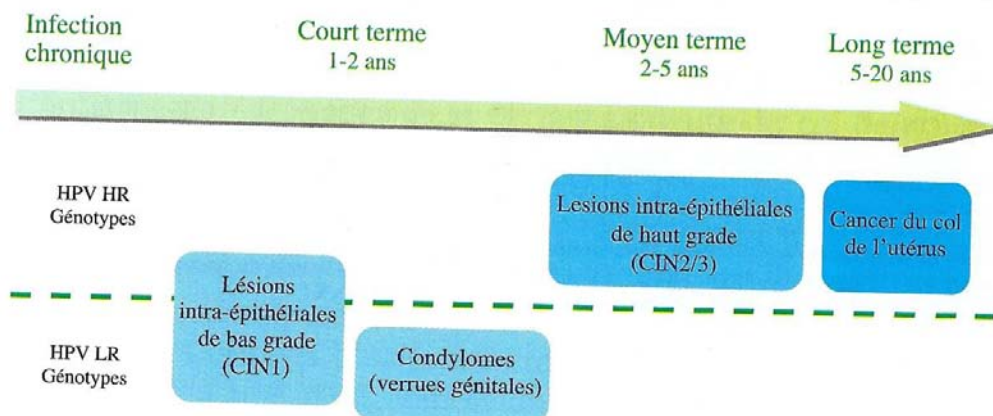 Infection
chronique
Court terme
1-2 ans
Moyen terme
2-5 ans
Long terme
5-20 ans
HPV HR
Génotypes
Lesions intra-épithéliales
de haut grade
(CIN2/3)
Cancer du col
de l'utérus
Lésions
intra-épithéliales
de bas grade
(CIN1)
HPV LR
Génotypes
Condylomes
(verrues génitales)